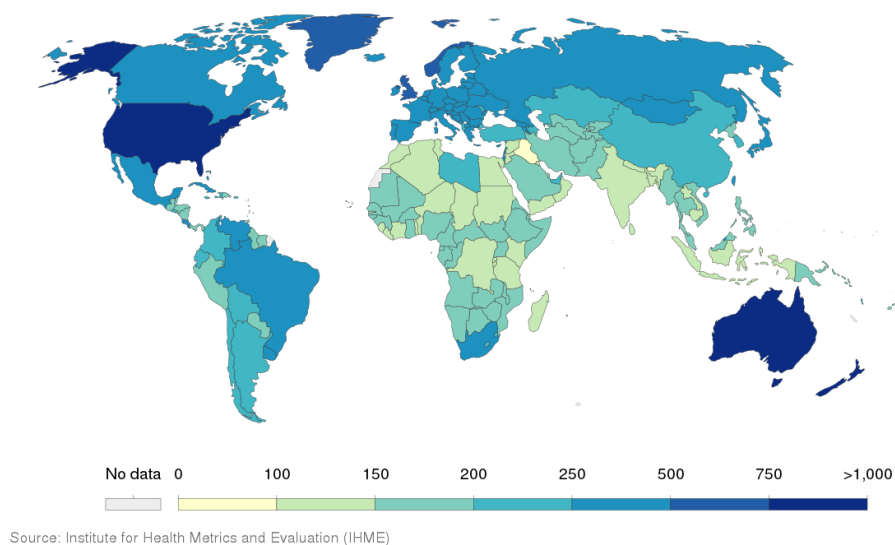 No data 0 100 150 200 250 500 750 >1,000
Source: Institute for Health Metrics and Evaluation (IHME)